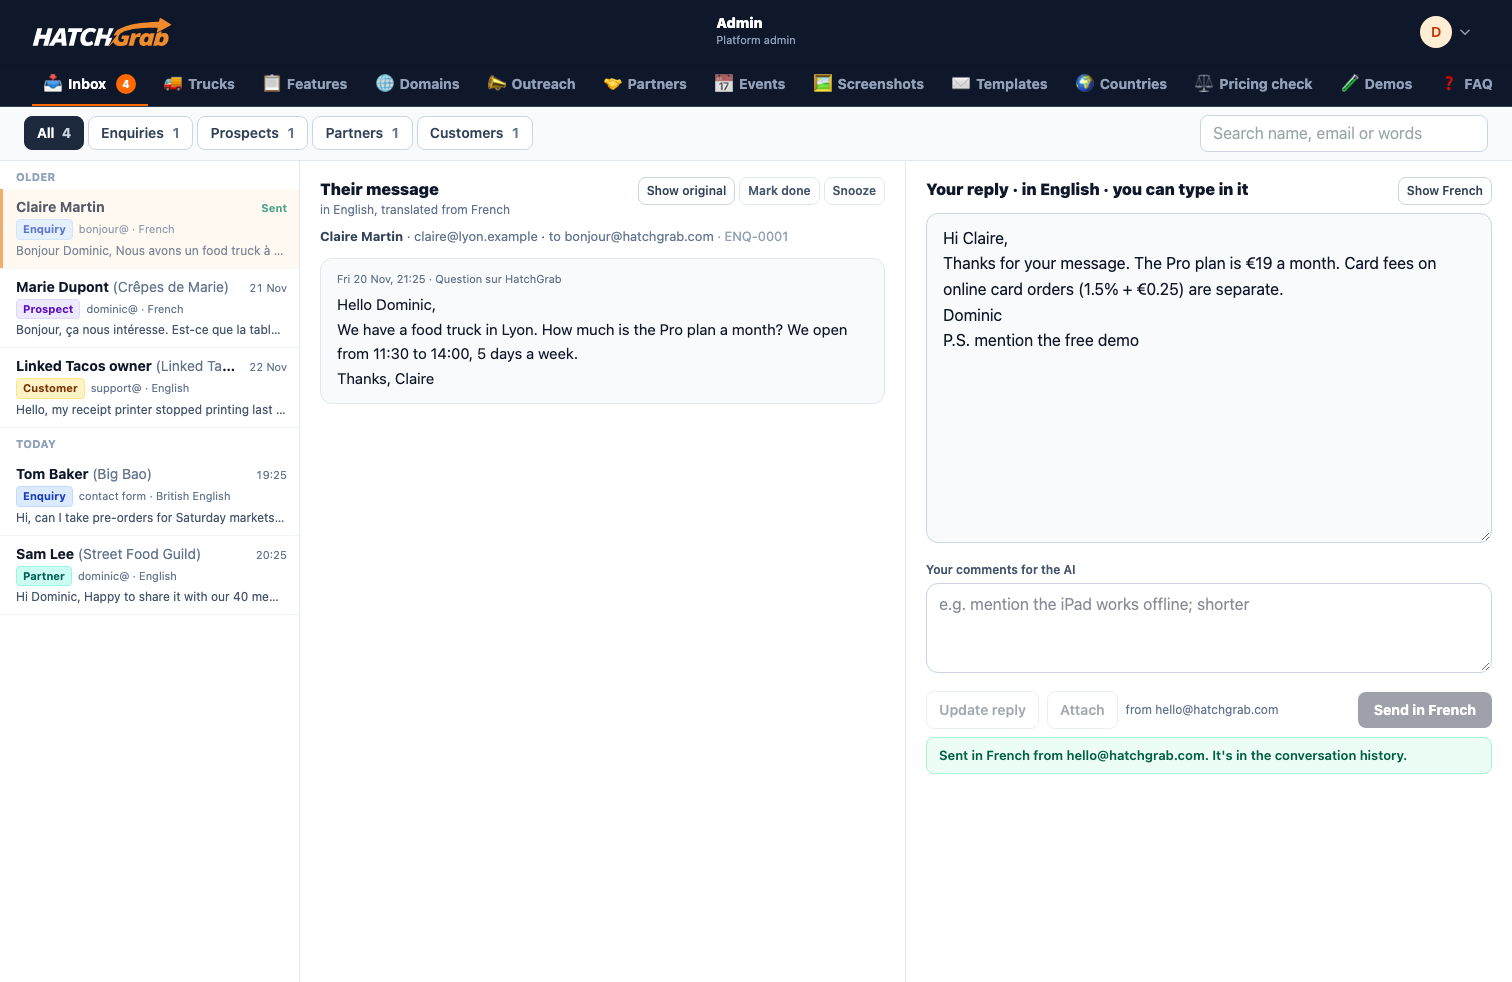 HATCHGrab
Admin
Platform admin
D
Inbox 4
Trucks
Features
Domains
Outreach
Partners
Events
Screenshots
Templates
Countries
Pricing check
Demos
FAQ
All 4
Enquiries 1
Prospects 1
Partners 1
Customers 1
Search name, email or words
OLDER
Claire Martin Sent
Enquiry bonjour@ · French
Bonjour Dominic, Nous avons un food truck à ...
Marie Dupont (Crêpes de Marie) 21 Nov
Prospect dominic@ · French
Bonjour, ça nous intéresse. Est-ce que la tabl...
Linked Tacos owner (Linked Ta... 22 Nov
Customer support@ · English
Hello, my receipt printer stopped printing last ...
TODAY
Tom Baker (Big Bao) 19:25
Enquiry contact form · British English
Hi, can I take pre-orders for Saturday markets...
Sam Lee (Street Food Guild) 20:25
Partner dominic@ · English
Hi Dominic, Happy to share it with our 40 me...
Their message
Show original
Mark done
Snooze
in English, translated from French
Claire Martin · claire@lyon.example · to bonjour@hatchgrab.com · ENQ-0001
Fri 20 Nov, 21:25 · Question sur HatchGrab
Hello Dominic,
We have a food truck in Lyon. How much is the Pro plan a month? We open
from 11:30 to 14:00, 5 days a week.
Thanks, Claire
Your reply · in English · you can type in it
Show French
Hi Claire,
Thanks for your message. The Pro plan is €19 a month. Card fees on
online card orders (1.5% + €0.25) are separate.
Dominic
P.S. mention the free demo
Your comments for the AI
e.g. mention the iPad works offline; shorter
Update reply
Attach
from hello@hatchgrab.com
Send in French
Sent in French from hello@hatchgrab.com. It's in the conversation history.